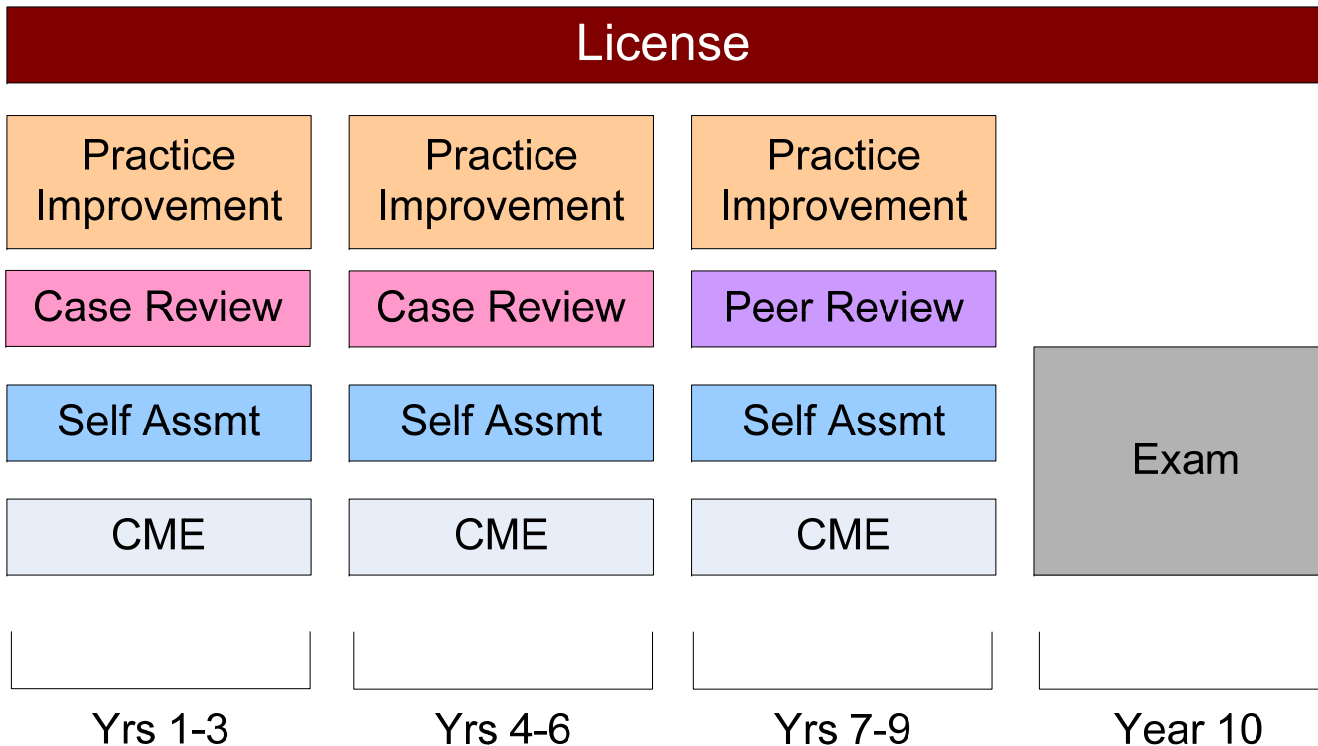 License
Practice
Improvement
Practice
Improvement
Practice
Improvement
Case Review
Case Review
Peer Review
Self Assmt
Self Assmt
Self Assmt
Exam
CME
CME
CME
Yrs 1-3
Yrs 4-6
Yrs 7-9
Year 10